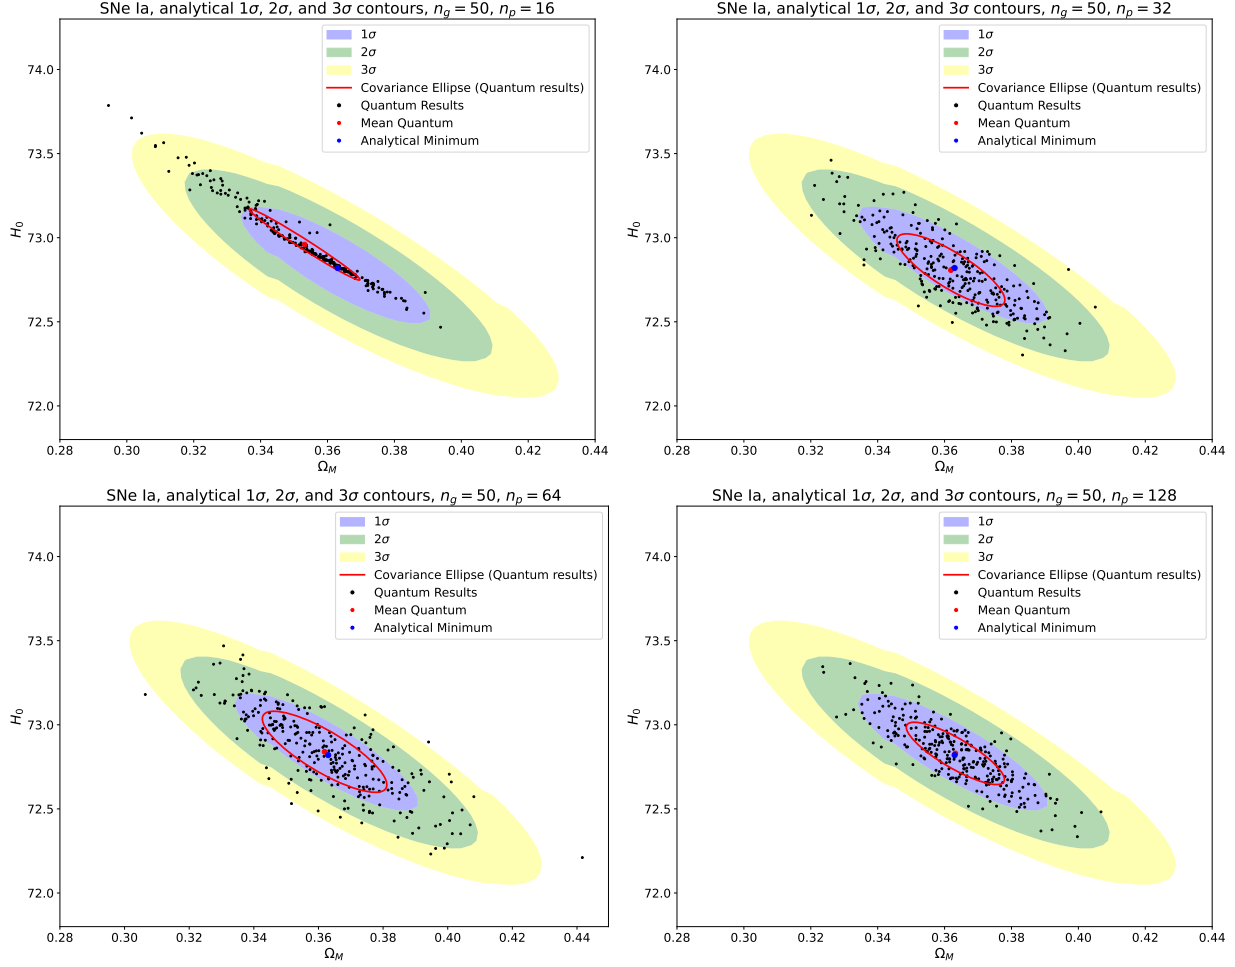 SNe Ia, analytical 1σ, 2σ, and 3σ contours, n_g = 50, n_p = 16
1σ
2σ
3σ
Covariance Ellipse (Quantum results)
Quantum Results
Mean Quantum
Analytical Minimum
H_0
74.0
73.5
73.0
72.5
72.0
0.28 0.30 0.32 0.34 0.36 0.38 0.40 0.42 0.44
Ω_M
SNe Ia, analytical 1σ, 2σ, and 3σ contours, n_g = 50, n_p = 32
1σ
2σ
3σ
Covariance Ellipse (Quantum results)
Quantum Results
Mean Quantum
Analytical Minimum
H_0
74.0
73.5
73.0
72.5
72.0
0.28 0.30 0.32 0.34 0.36 0.38 0.40 0.42 0.44
Ω_M
SNe Ia, analytical 1σ, 2σ, and 3σ contours, n_g = 50, n_p = 64
1σ
2σ
3σ
Covariance Ellipse (Quantum results)
Quantum Results
Mean Quantum
Analytical Minimum
H_0
74.0
73.5
73.0
72.5
72.0
0.28 0.30 0.32 0.34 0.36 0.38 0.40 0.42 0.44
Ω_M
SNe Ia, analytical 1σ, 2σ, and 3σ contours, n_g = 50, n_p = 128
1σ
2σ
3σ
Covariance Ellipse (Quantum results)
Quantum Results
Mean Quantum
Analytical Minimum
H_0
74.0
73.5
73.0
72.5
72.0
0.28 0.30 0.32 0.34 0.36 0.38 0.40 0.42 0.44
Ω_M